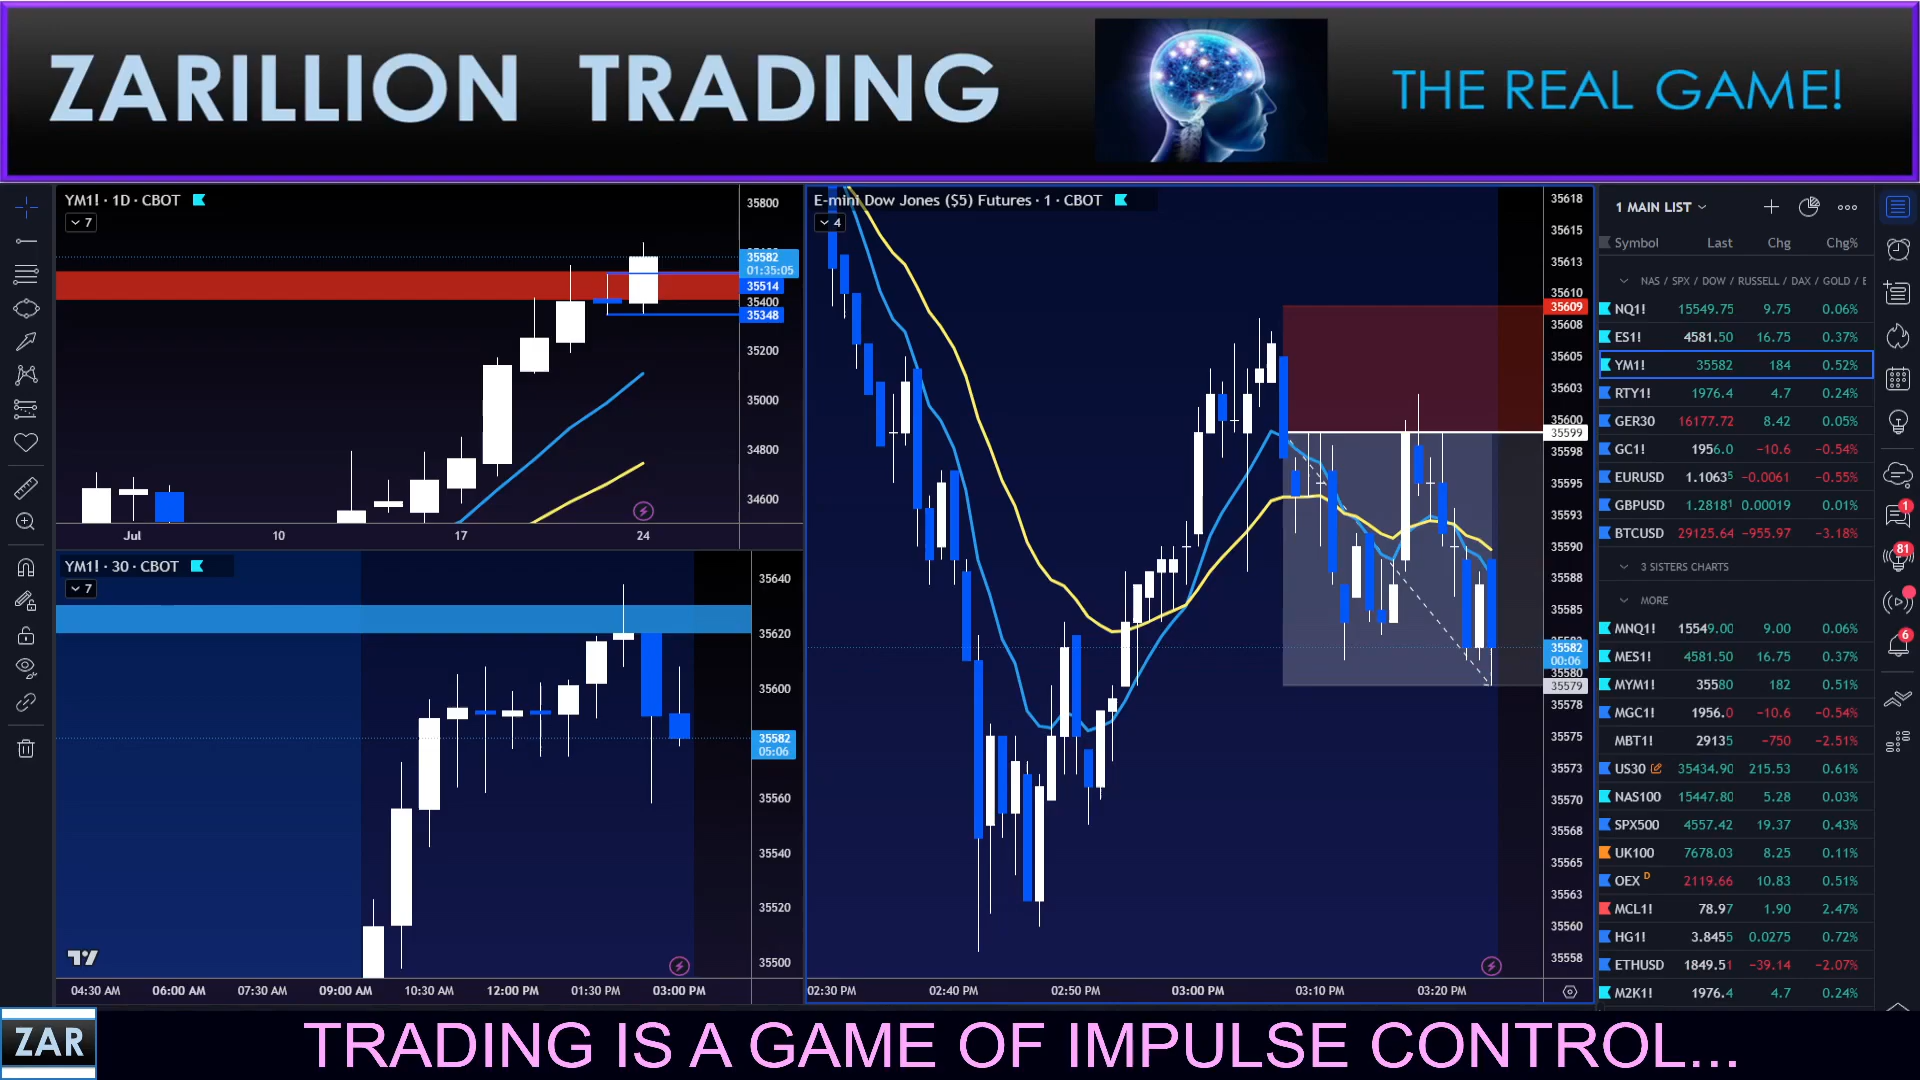 ZARILLION TRADING
THE REAL GAME!
YM1! · 1D · CBOT
7
35800
35582
01:35:05
35514
35400
35348
35200
35000
34800
34600
Jul 10 17 24
YM1! · 30 · CBOT
7
35640
35620
35600
35582
05:06
35560
35540
35520
35500
04:30 AM 06:00 AM 07:30 AM 09:00 AM 10:30 AM 12:00 PM 01:30 PM 03:00 PM
E-mini Dow Jones ($5) Futures · 1 · CBOT
4
35618
35615
35613
35610
35609
35608
35605
35603
35600
35599
35598
35595
35593
35590
35588
35585
35582
00:06
35580
35579
35578
35575
35573
35570
35568
35565
35563
35560
35558
02:30 PM 02:40 PM 02:50 PM 03:00 PM 03:10 PM 03:20 PM
1 MAIN LIST
Symbol Last Chg Chg%
NAS / SPX / DOW / RUSSELL / DAX / GOLD / E
NQ1! 15549.75 9.75 0.06%
ES1! 4581.50 16.75 0.37%
YM1! 35582 184 0.52%
RTY1! 1976.4 4.7 0.24%
GER30 16177.72 8.42 0.05%
GC1! 1956.0 −10.6 −0.54%
EURUSD 1.10635 −0.0061 −0.55%
GBPUSD 1.28181 0.00019 0.01%
BTCUSD 29125.64 −955.97 −3.18%
3 SISTERS CHARTS
MORE
MNQ1! 15549.00 9.00 0.06%
MES1! 4581.50 16.75 0.37%
MYM1! 35580 182 0.51%
MGC1! 1956.0 −10.6 −0.54%
MBT1! 29135 −750 −2.51%
US30 35434.90 215.53 0.61%
NAS100 15447.80 5.28 0.03%
SPX500 4557.42 19.37 0.43%
UK100 7678.03 8.25 0.11%
OEX D 2119.66 10.83 0.51%
MCL1! 78.97 1.90 2.47%
HG1! 3.8455 0.0275 0.72%
ETHUSD 1849.51 −39.14 −2.07%
M2K1! 1976.4 4.7 0.24%
1
81
6
ZAR
TRADING IS A GAME OF IMPULSE CONTROL...